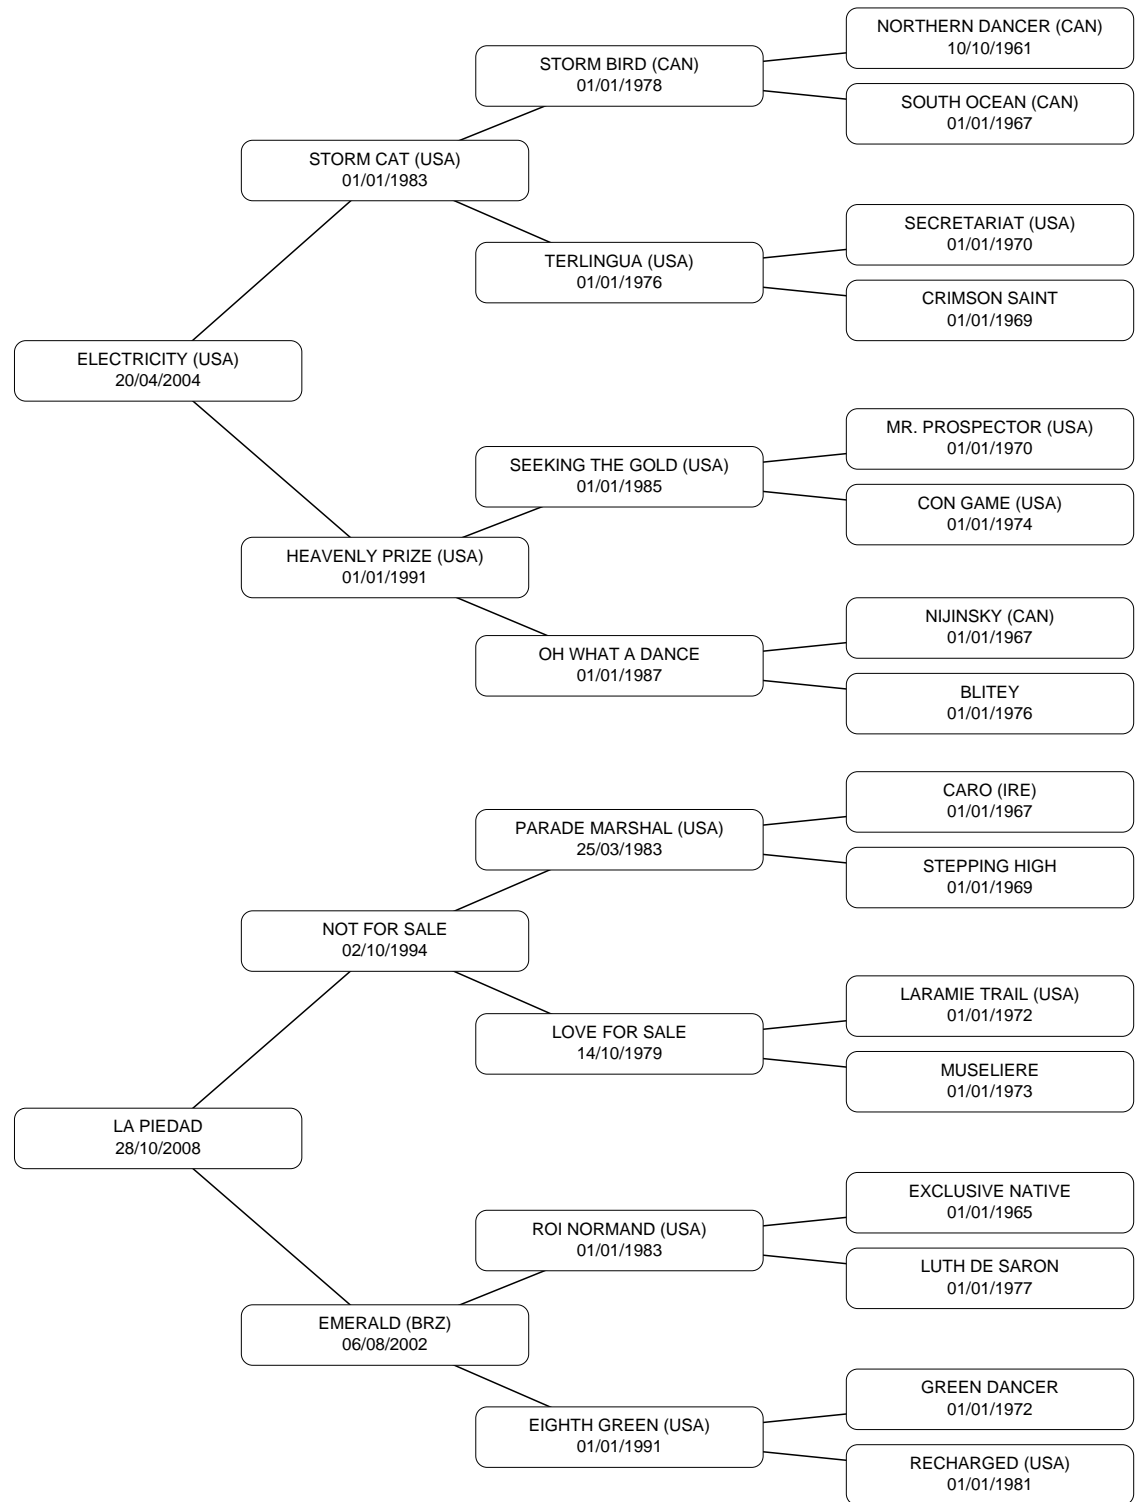 NORTHERN DANCER (CAN)
10/10/1961
STORM BIRD (CAN)
01/01/1978
SOUTH OCEAN (CAN)
01/01/1967
STORM CAT (USA)
01/01/1983
SECRETARIAT (USA)
01/01/1970
TERLINGUA (USA)
01/01/1976
CRIMSON SAINT
01/01/1969
ELECTRICITY (USA)
20/04/2004
MR. PROSPECTOR (USA)
01/01/1970
SEEKING THE GOLD (USA)
01/01/1985
CON GAME (USA)
01/01/1974
HEAVENLY PRIZE (USA)
01/01/1991
NIJINSKY (CAN)
01/01/1967
OH WHAT A DANCE
01/01/1987
BLITEY
01/01/1976
CARO (IRE)
01/01/1967
PARADE MARSHAL (USA)
25/03/1983
STEPPING HIGH
01/01/1969
NOT FOR SALE
02/10/1994
LARAMIE TRAIL (USA)
01/01/1972
LOVE FOR SALE
14/10/1979
MUSELIERE
01/01/1973
LA PIEDAD
28/10/2008
EXCLUSIVE NATIVE
01/01/1965
ROI NORMAND (USA)
01/01/1983
LUTH DE SARON
01/01/1977
EMERALD (BRZ)
06/08/2002
GREEN DANCER
01/01/1972
EIGHTH GREEN (USA)
01/01/1991
RECHARGED (USA)
01/01/1981